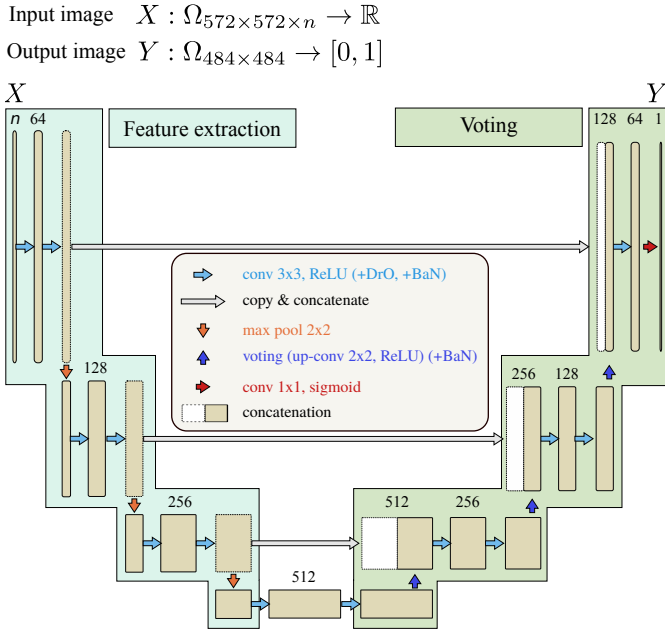 Input image X : Ω572×572×n → ℝ
Output image Y : Ω484×484 → [0, 1]
X
Y
n 64
Feature extraction
Voting
128 64 1
conv 3x3, ReLU (+DrO, +BaN)
copy & concatenate
max pool 2x2
voting (up-conv 2x2, ReLU) (+BaN)
conv 1x1, sigmoid
concatenation
128
256 128
256
512 256
512